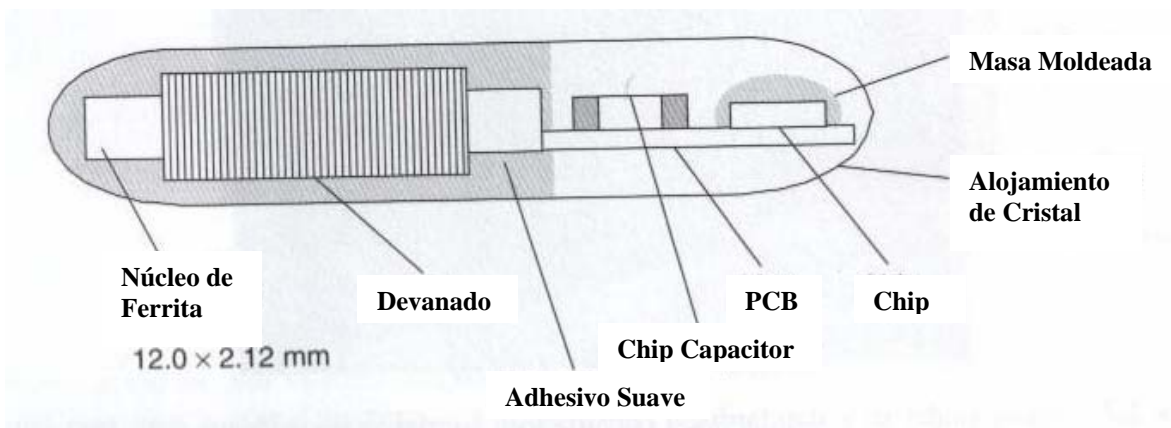 Masa Moldeada
Alojamiento
de Cristal
Núcleo de
Ferrita
Devanado
PCB
Chip
Chip Capacitor
12.0 × 2.12 mm
Adhesivo Suave